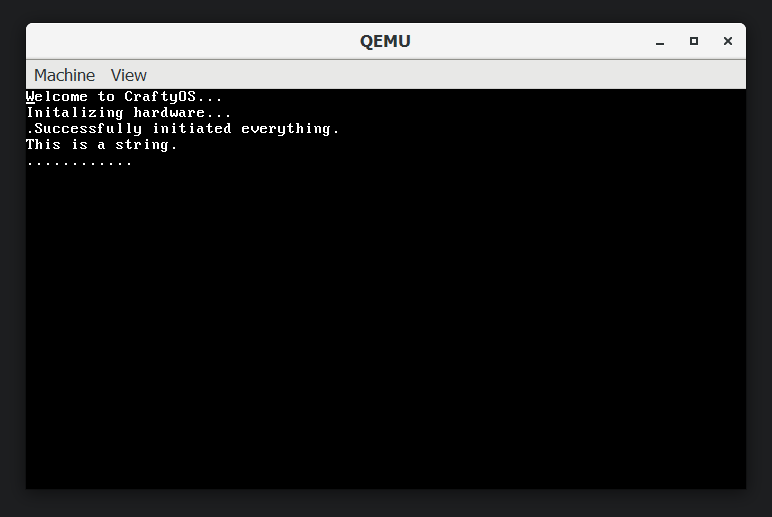 QEMU
Machine View
Welcome to CraftyOS...
Initalizing hardware...
.Successfully initiated everything.
This is a string.
............